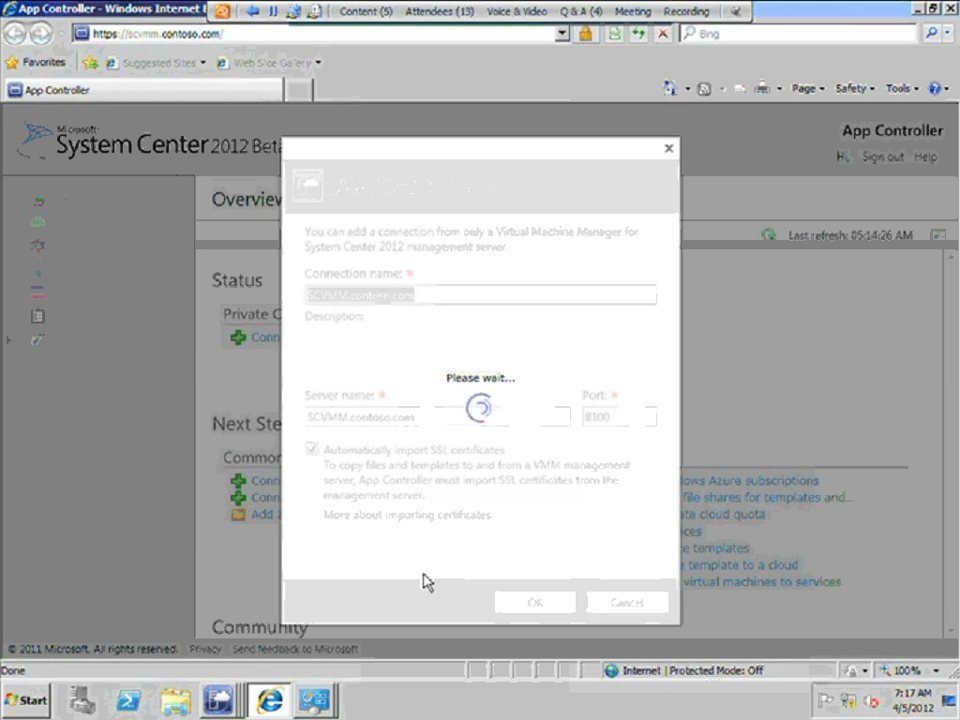 App Controller - Windows Internet E
Content (5) Attendees (13) Voice & Video Q & A (4) Meeting Recording
https://scvmm.contoso.com/
Bing
Favorites Suggested Sites Web Slice Gallery
App Controller
Page Safety Tools
Microsoft
System Center 2012 Beta
App Controller
Hi, Sign out Help
Overview
Last refresh: 05:14:26 AM
You can add a connection from only a Virtual Machine Manager for
System Center 2012 management server.
Status
Connection name: *
Private C
SCVMM.contoso.com
Description:
Conn
Please wait...
Server name: * Port: *
SCVMM.contoso.com 8100
Next Ste
Automatically import SSL certificates
Common
To copy files and templates to and from a VMM management
server, App Controller must import SSL certificates from the
management server.
Conn
ows Azure subscriptions
Conn
file shares for templates and...
Add a
More about importing certificates
te cloud quota
ces
e templates
template to a cloud
virtual machines to services
OK Cancel
Community
© 2011 Microsoft. All rights reserved. Privacy Send feedback to Microsoft
Done
Internet | Protected Mode: Off
100%
Start
7:17 AM
4/5/2012